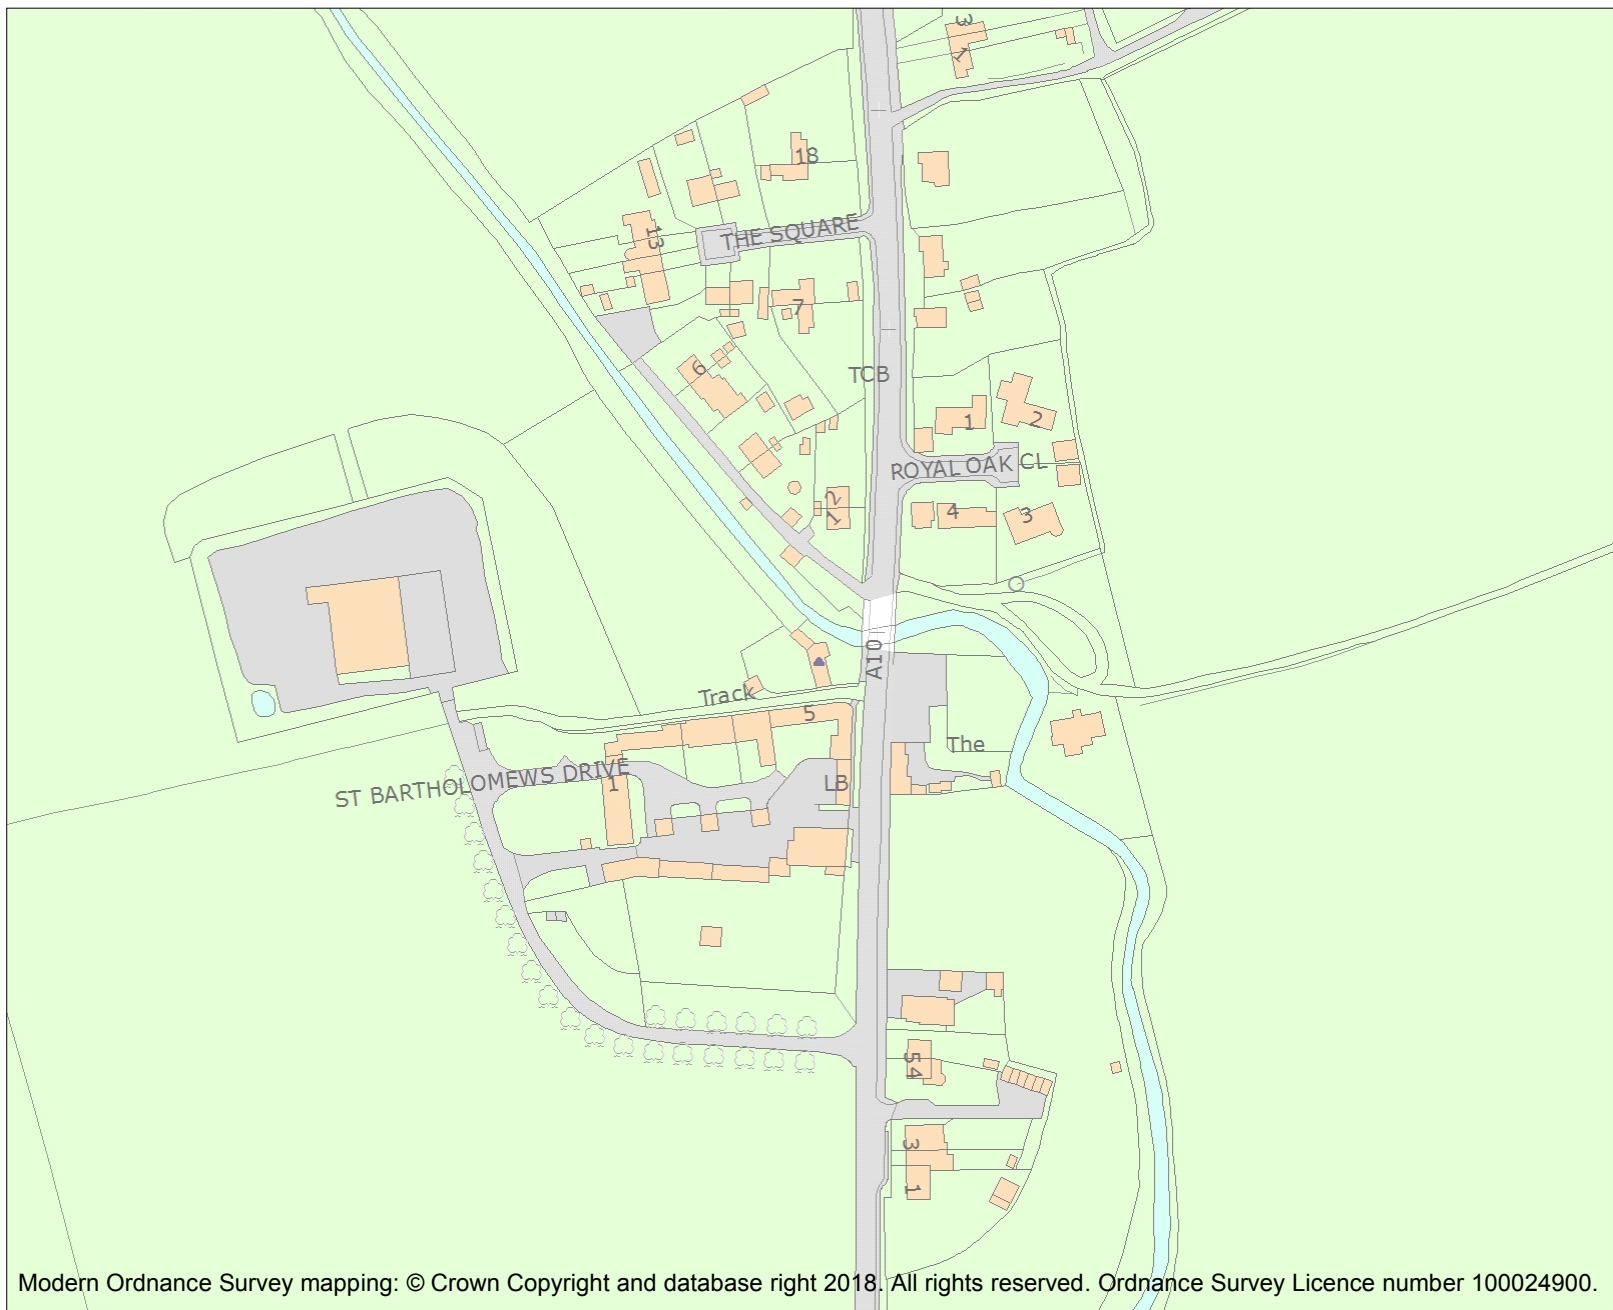 3
1
18
THE SQUARE
13
7
6
TCB
1
2
ROYAL OAK CL
2
1
4
3
A10
Track
5
The
ST BARTHOLOMEWS DRIVE
1
LB
54
3
1
Modern Ordnance Survey mapping: © Crown Copyright and database right 2018. All rights reserved. Ordnance Survey Licence number 100024900.